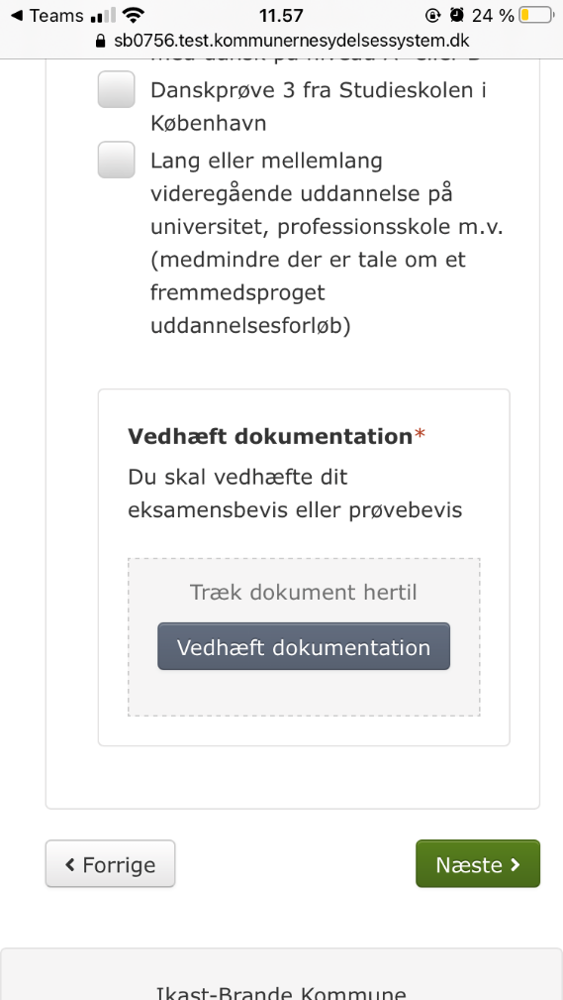 Teams
11.57
24 %
sb0756.test.kommunernesydelsessystem.dk
Danskprøve 3 fra Studieskolen i
København
Lang eller mellemlang
videregående uddannelse på
universitet, professionsskole m.v.
(medmindre der er tale om et
fremmedsproget
uddannelsesforløb)
Vedhæft dokumentation*
Du skal vedhæfte dit
eksamensbevis eller prøvebevis
Træk dokument hertil
Vedhæft dokumentation
Forrige
Næste
Ikast-Brande Kommune